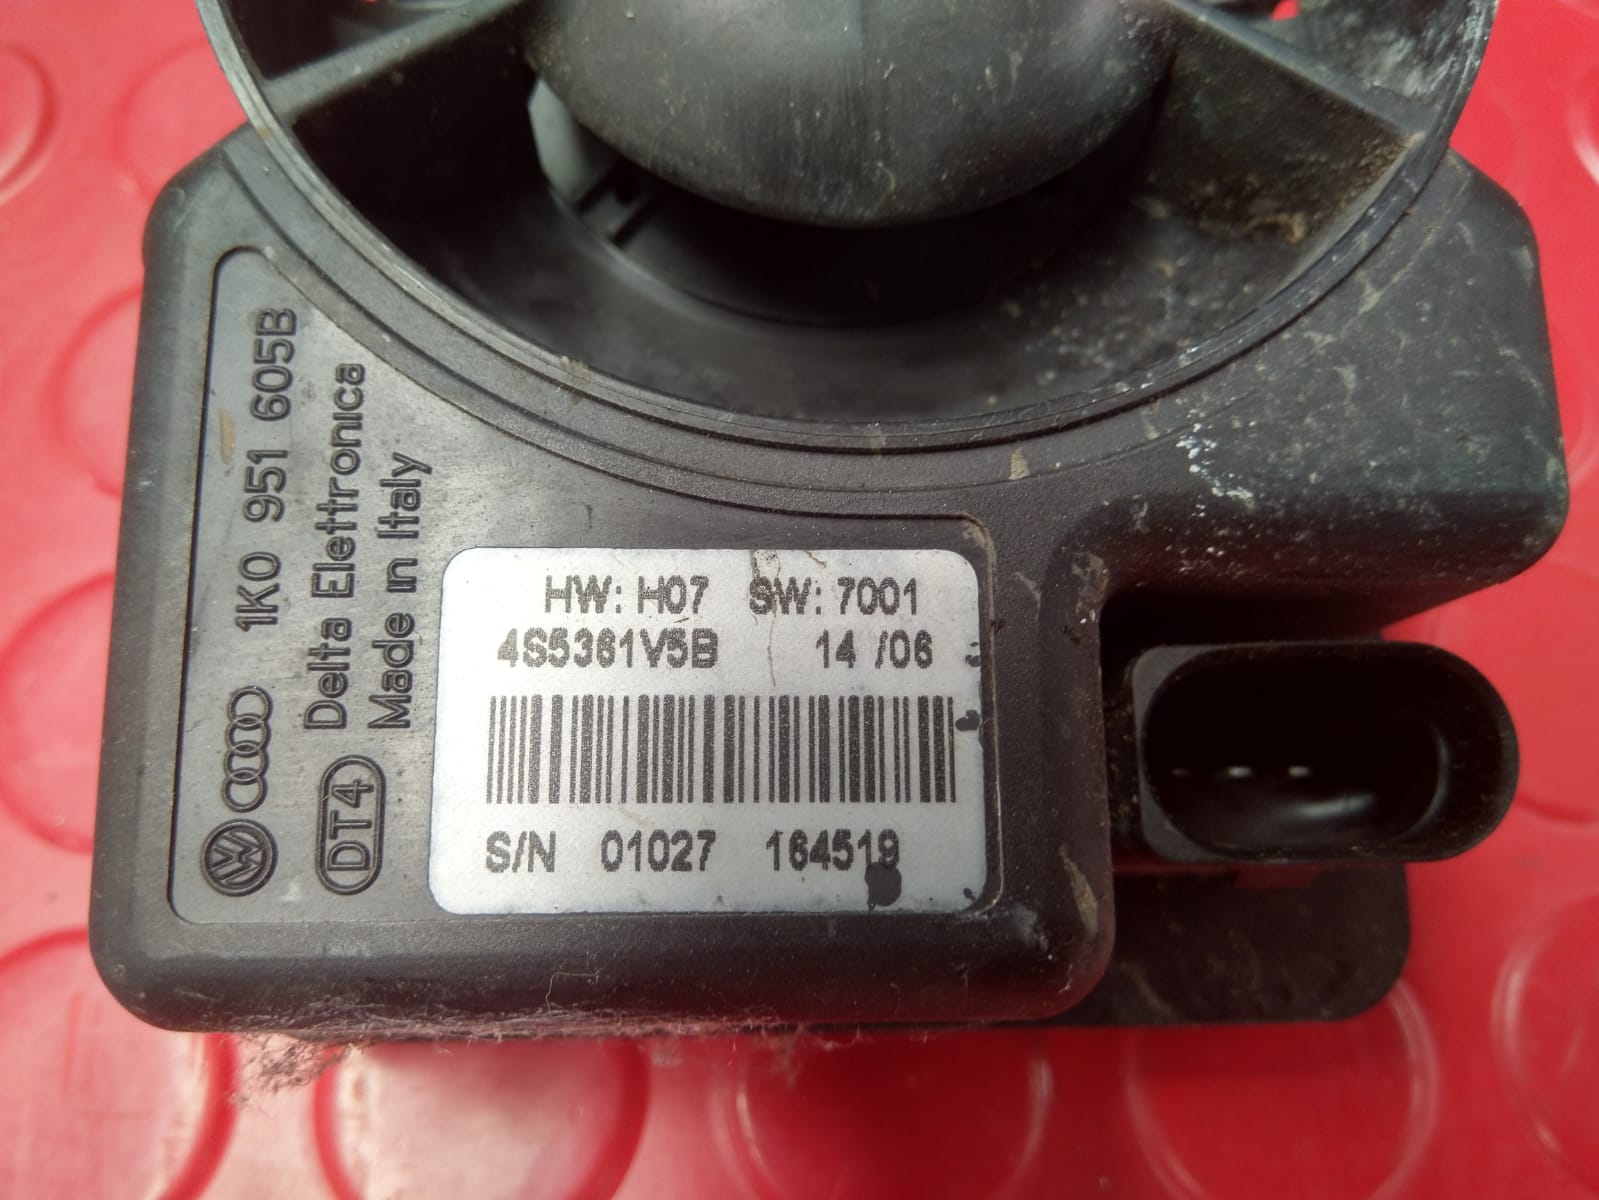 1K0 951 605B
Delta Elettronica
Made in Italy
DT4
HW: H07 SW: 7001
4S5361V5B 14 /06
S/N 01027 164519